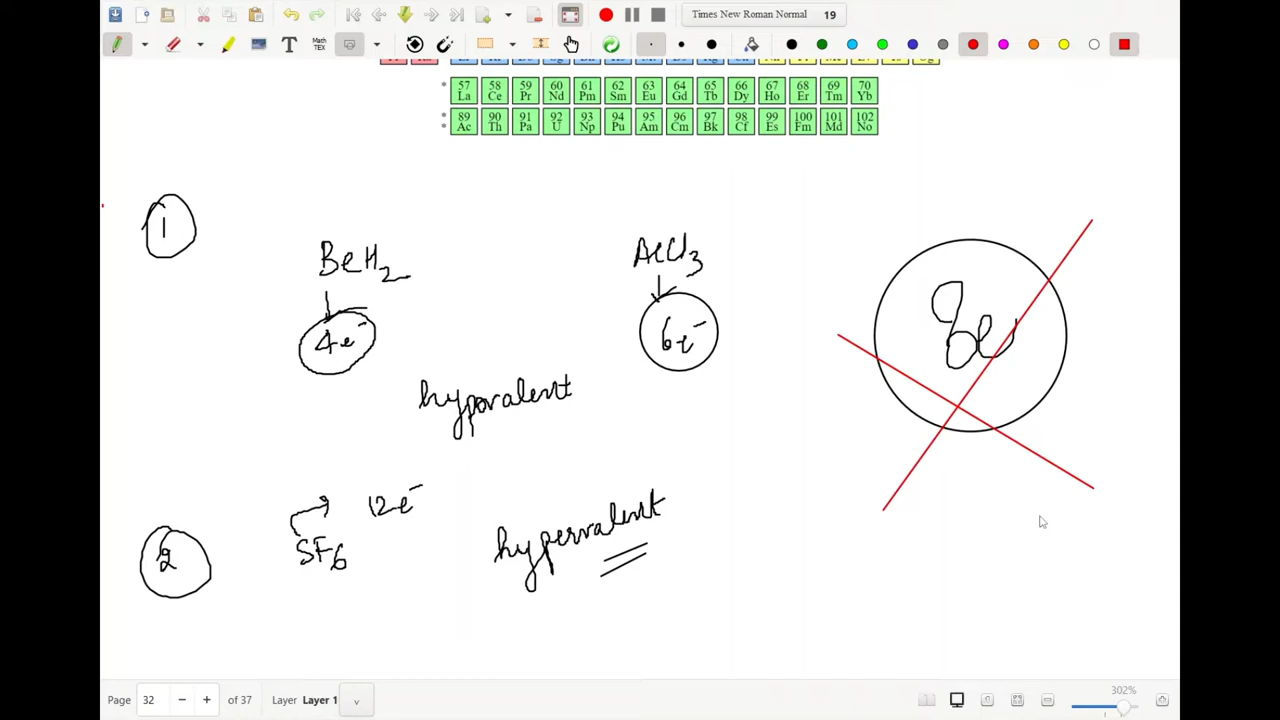 Times New Roman Normal 19
T Math TEX
57 58 59 60 61 62 63 64 65 66 67 68 69 70
La Ce Pr Nd Pm Sm Eu Gd Tb Dy Ho Er Tm Yb
89 90 91 92 93 94 95 96 97 98 99 100 101 102
Ac Th Pa U Np Pu Am Cm Bk Cf Es Fm Md No
1
BeH2 AlCl3
4e- 6e- 8e
hypovalent
2
12e-
SF6
hypervalent
Page 32 of 37 Layer Layer 1 302%